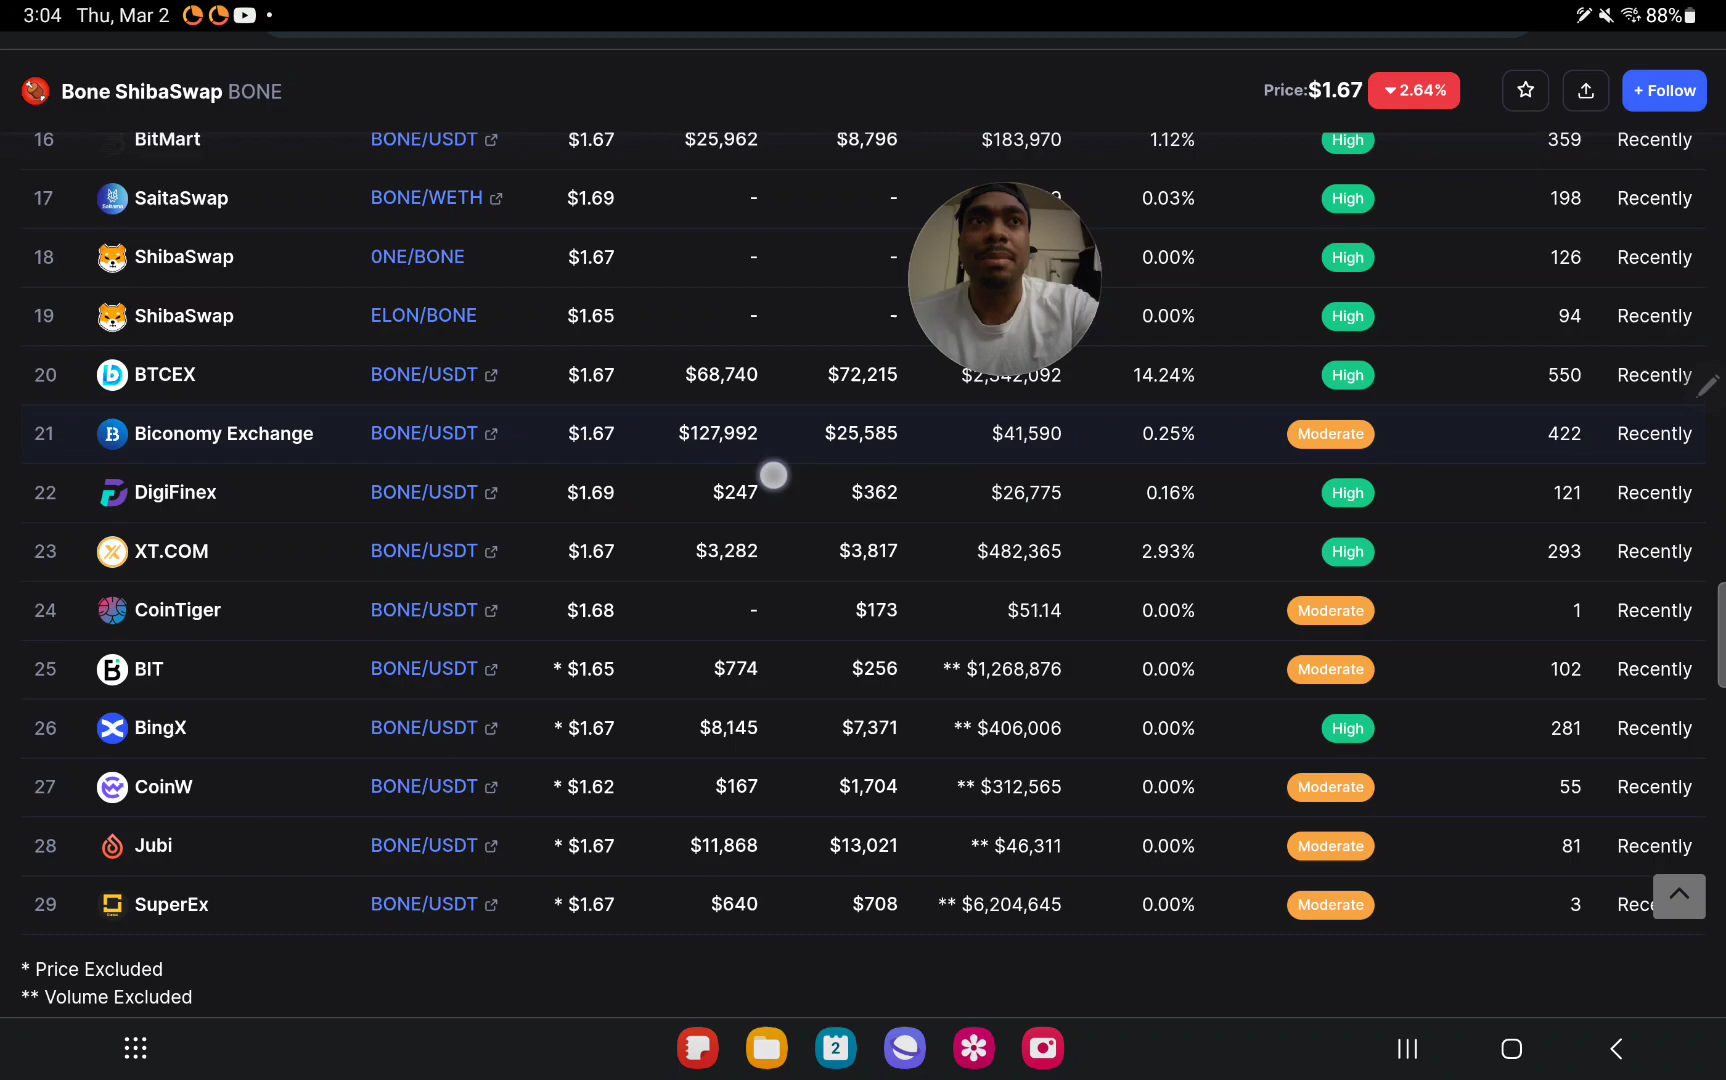 3:04 Thu, Mar 2 88%
Bone ShibaSwap BONE Price:$1.67 2.64% + Follow
16 BitMart BONE/USDT $1.67 $25,962 $8,796 $183,970 1.12% High 359 Recently
17 SaitaSwap BONE/WETH $1.69 - - 0.03% High 198 Recently
18 ShibaSwap 0NE/BONE $1.67 - - 0.00% High 126 Recently
19 ShibaSwap ELON/BONE $1.65 - - 0.00% High 94 Recently
20 BTCEX BONE/USDT $1.67 $68,740 $72,215 $2,342,092 14.24% High 550 Recently
21 Biconomy Exchange BONE/USDT $1.67 $127,992 $25,585 $41,590 0.25% Moderate 422 Recently
22 DigiFinex BONE/USDT $1.69 $247 $362 $26,775 0.16% High 121 Recently
23 XT.COM BONE/USDT $1.67 $3,282 $3,817 $482,365 2.93% High 293 Recently
24 CoinTiger BONE/USDT $1.68 - $173 $51.14 0.00% Moderate 1 Recently
25 BIT BONE/USDT * $1.65 $774 $256 ** $1,268,876 0.00% Moderate 102 Recently
26 BingX BONE/USDT * $1.67 $8,145 $7,371 ** $406,006 0.00% High 281 Recently
27 CoinW BONE/USDT * $1.62 $167 $1,704 ** $312,565 0.00% Moderate 55 Recently
28 Jubi BONE/USDT * $1.67 $11,868 $13,021 ** $46,311 0.00% Moderate 81 Recently
29 SuperEx BONE/USDT * $1.67 $640 $708 ** $6,204,645 0.00% Moderate 3
* Price Excluded
** Volume Excluded
2